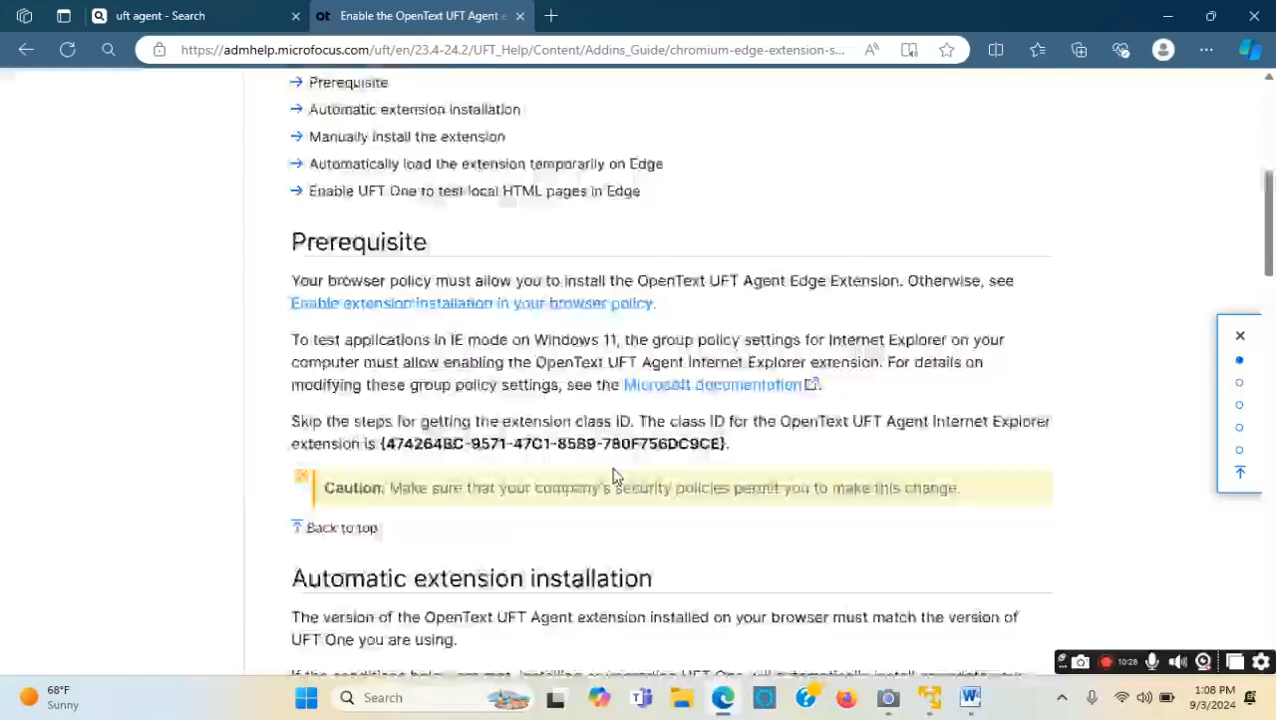 uft agent - Search
ot Enable the OpenText UFT Agent e
https://admhelp.microfocus.com/uft/en/23.4-24.2/UFT_Help/Content/Addins_Guide/chromium-edge-extension-s...
Prerequisite
Automatic extension installation
Manually install the extension
Automatically load the extension temporarily on Edge
Enable UFT One to test local HTML pages in Edge
Prerequisite
Your browser policy must allow you to install the OpenText UFT Agent Edge Extension. Otherwise, see
Enable extension installation in your browser policy.
To test applications in IE mode on Windows 11, the group policy settings for Internet Explorer on your
computer must allow enabling the OpenText UFT Agent Internet Explorer extension. For details on
modifying these group policy settings, see the Microsoft documentation.
Skip the steps for getting the extension class ID. The class ID for the OpenText UFT Agent Internet Explorer
extension is
Caution: Make sure that your company's security policies permit you to make this change.
Back to top
Automatic extension installation
The version of the OpenText UFT Agent extension installed on your browser must match the version of
UFT One you are using.
10:28
68°F
Sunny
Search
1:08 PM
9/3/2024